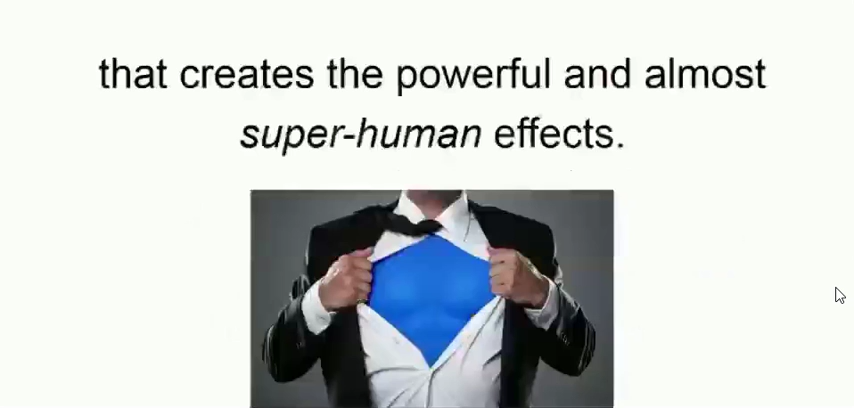 that creates the powerful and almost
super-human effects.